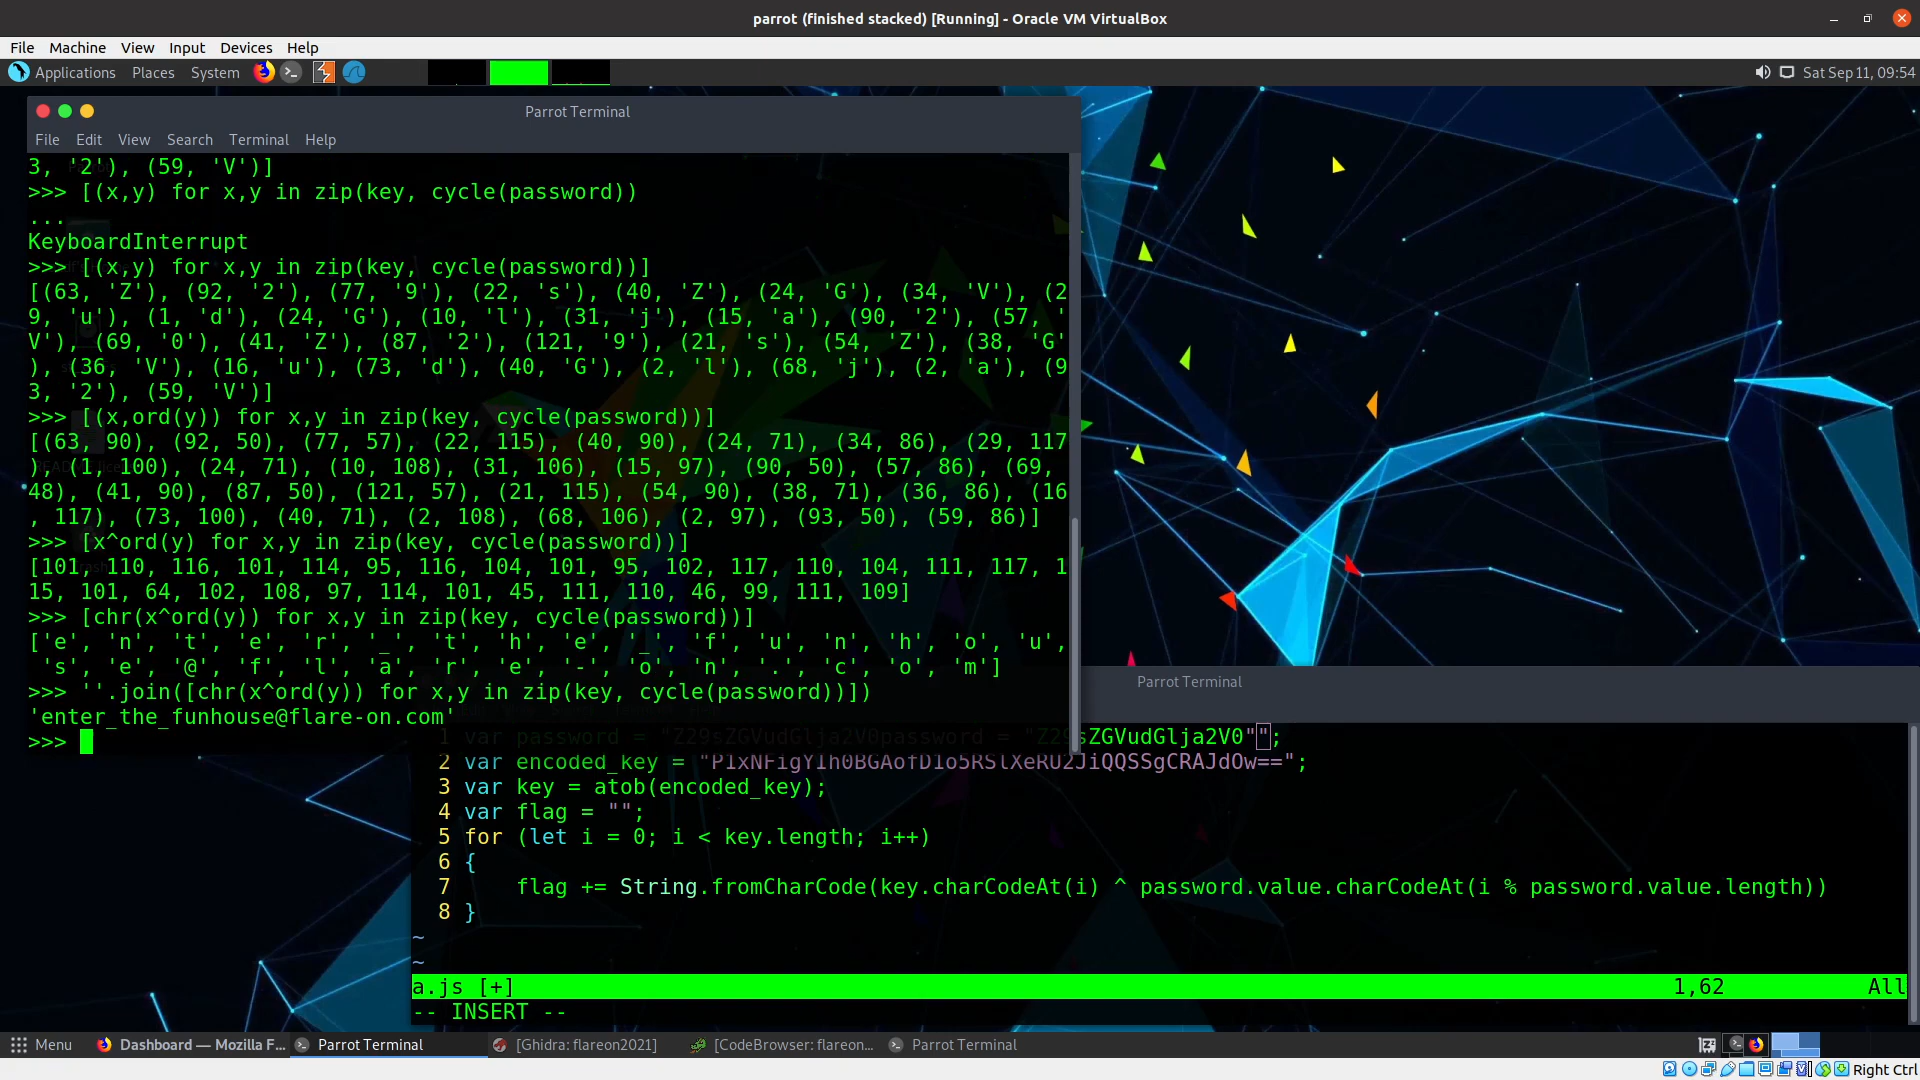 parrot (finished stacked) [Running] - Oracle VM VirtualBox
File Machine View Input Devices Help
Applications Places System
Sat Sep 11, 09:54
Parrot Terminal
File Edit View Search Terminal Help
3, '2'), (59, 'V')]
>>> [(x,y) for x,y in zip(key, cycle(password))
...
KeyboardInterrupt
>>> [(x,y) for x,y in zip(key, cycle(password))]
[(63, 'Z'), (92, '2'), (77, '9'), (22, 's'), (40, 'Z'), (24, 'G'), (34, 'V'), (2
9, 'u'), (1, 'd'), (24, 'G'), (10, 'l'), (31, 'j'), (15, 'a'), (90, '2'), (57, '
V'), (69, '0'), (41, 'Z'), (87, '2'), (121, '9'), (21, 's'), (54, 'Z'), (38, 'G'
), (36, 'V'), (16, 'u'), (73, 'd'), (40, 'G'), (2, 'l'), (68, 'j'), (2, 'a'), (9
3, '2'), (59, 'V')]
>>> [(x,ord(y)) for x,y in zip(key, cycle(password))]
[(63, 90), (92, 50), (77, 57), (22, 115), (40, 90), (24, 71), (34, 86), (29, 117
), (1, 100), (24, 71), (10, 108), (31, 106), (15, 97), (90, 50), (57, 86), (69,
48), (41, 90), (87, 50), (121, 57), (21, 115), (54, 90), (38, 71), (36, 86), (16
, 117), (73, 100), (40, 71), (2, 108), (68, 106), (2, 97), (93, 50), (59, 86)]
>>> [x^ord(y) for x,y in zip(key, cycle(password))]
[101, 110, 116, 101, 114, 95, 116, 104, 101, 95, 102, 117, 110, 104, 111, 117, 1
15, 101, 64, 102, 108, 97, 114, 101, 45, 111, 110, 46, 99, 111, 109]
>>> [chr(x^ord(y)) for x,y in zip(key, cycle(password))]
['e', 'n', 't', 'e', 'r', '_', 't', 'h', 'e', '_', 'f', 'u', 'n', 'h', 'o', 'u',
's', 'e', '@', 'f', 'l', 'a', 'r', 'e', '-', 'o', 'n', '.', 'c', 'o', 'm']
>>> ''.join([chr(x^ord(y)) for x,y in zip(key, cycle(password))])
'enter_the_funhouse@flare-on.com'
>>>
Parrot Terminal
1 var password = "Z29sZGVudGlja2V0password = "Z29sZGVudGlja2V0"";
2 var encoded_key = "P1xNFigYIh0BGAofD1o5RSlXeRU2JiQQSSgCRAJdOw==";
3 var key = atob(encoded_key);
4 var flag = "";
5 for (let i = 0; i < key.length; i++)
6 {
7 flag += String.fromCharCode(key.charCodeAt(i) ^ password.value.charCodeAt(i % password.value.length))
8 }
~
~
a.js [+] 1,62 All
-- INSERT --
Menu Dashboard — Mozilla F... Parrot Terminal [Ghidra: flareon2021] [CodeBrowser: flareon... Parrot Terminal
Right Ctrl